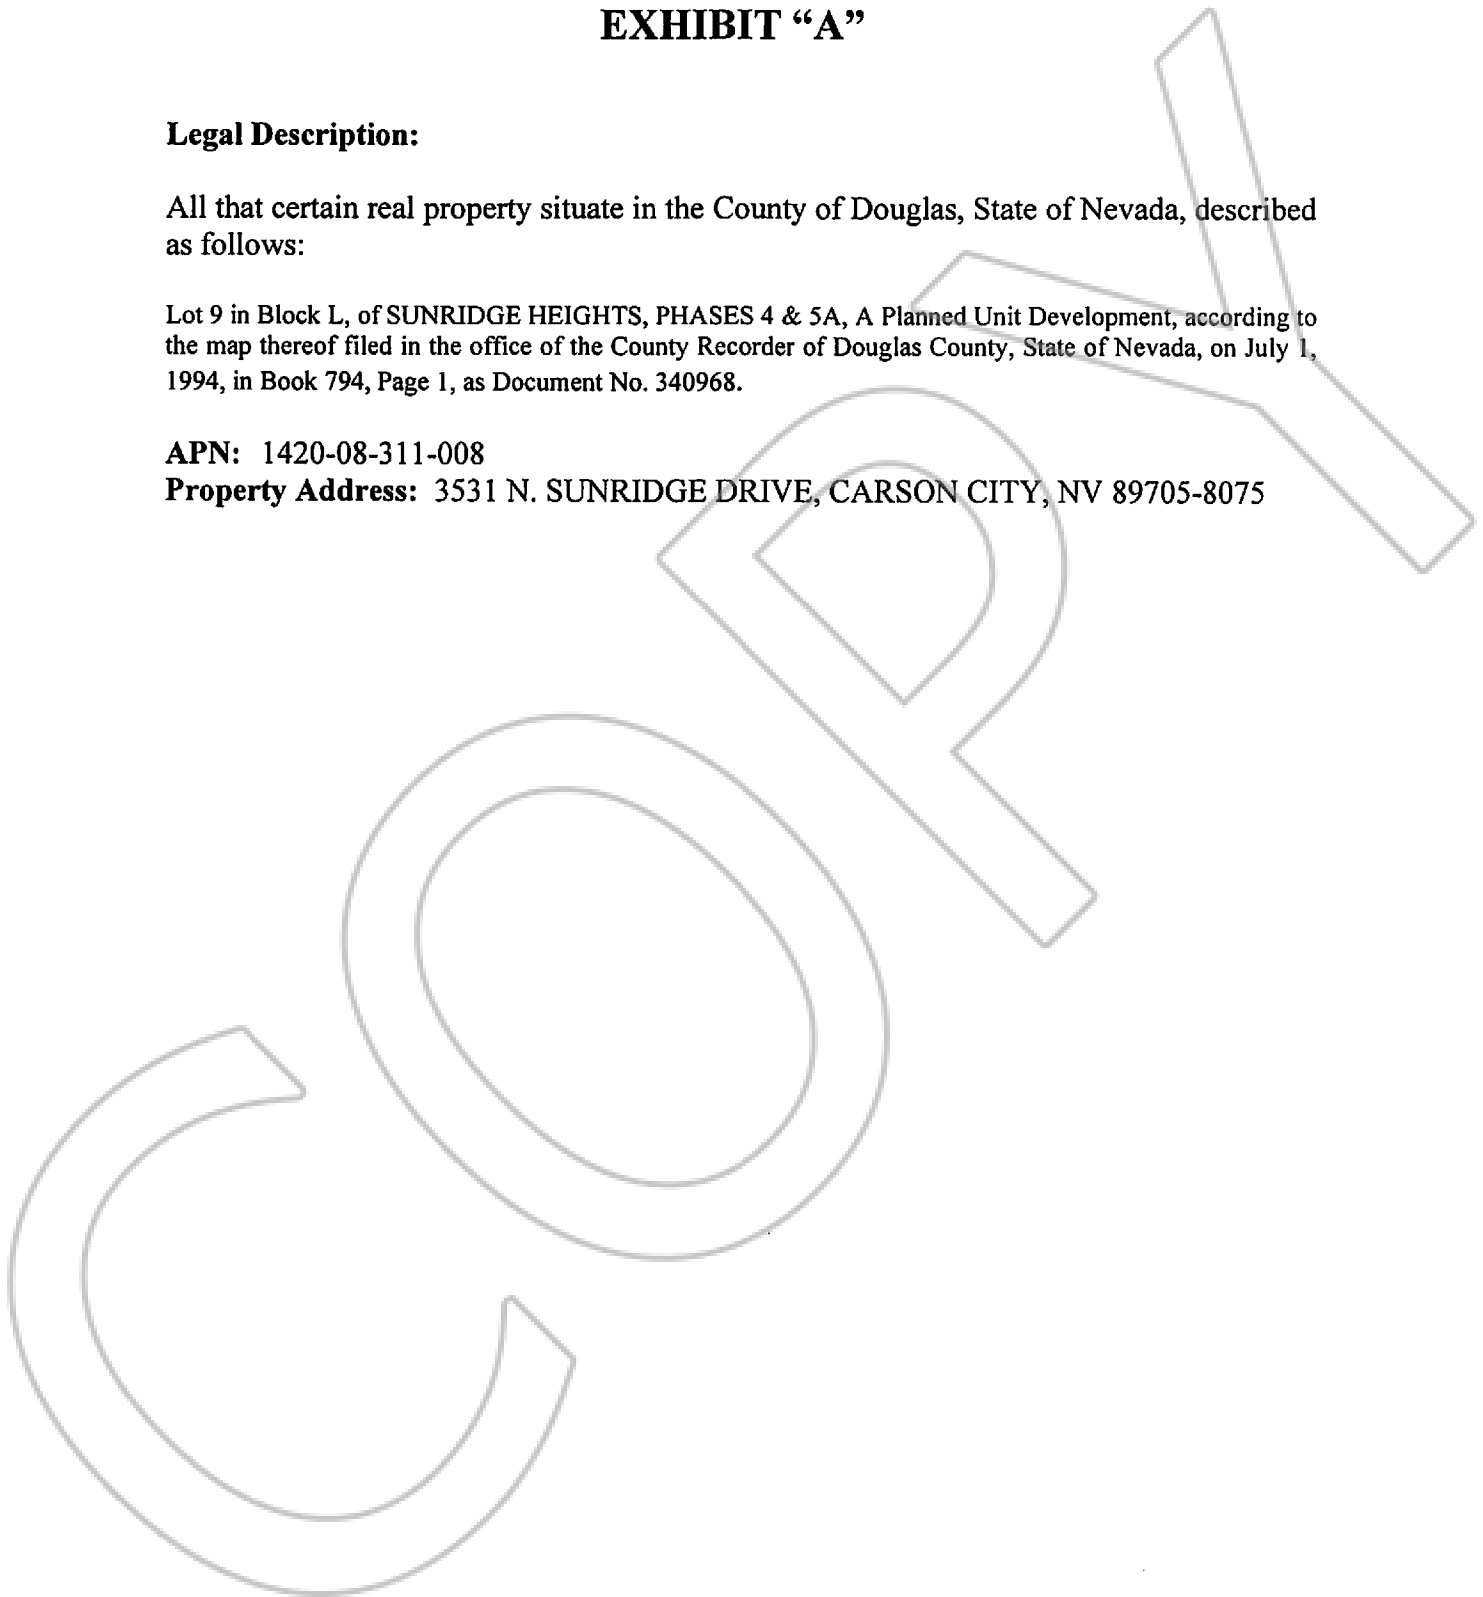 EXHIBIT “A”
Legal Description:
All that certain real property situate in the County of Douglas, State of Nevada, described
as follows:
Lot 9 in Block L, of SUNRIDGE HEIGHTS, PHASES 4 & 5A, A Planned Unit Development, according to
the map thereof filed in the office of the County Recorder of Douglas County, State of Nevada, on July 1,
1994, in Book 794, Page 1, as Document No. 340968.
APN: 1420-08-311-008
Property Address: 3531 N. SUNRIDGE DRIVE, CARSON CITY, NV 89705-8075
COPY